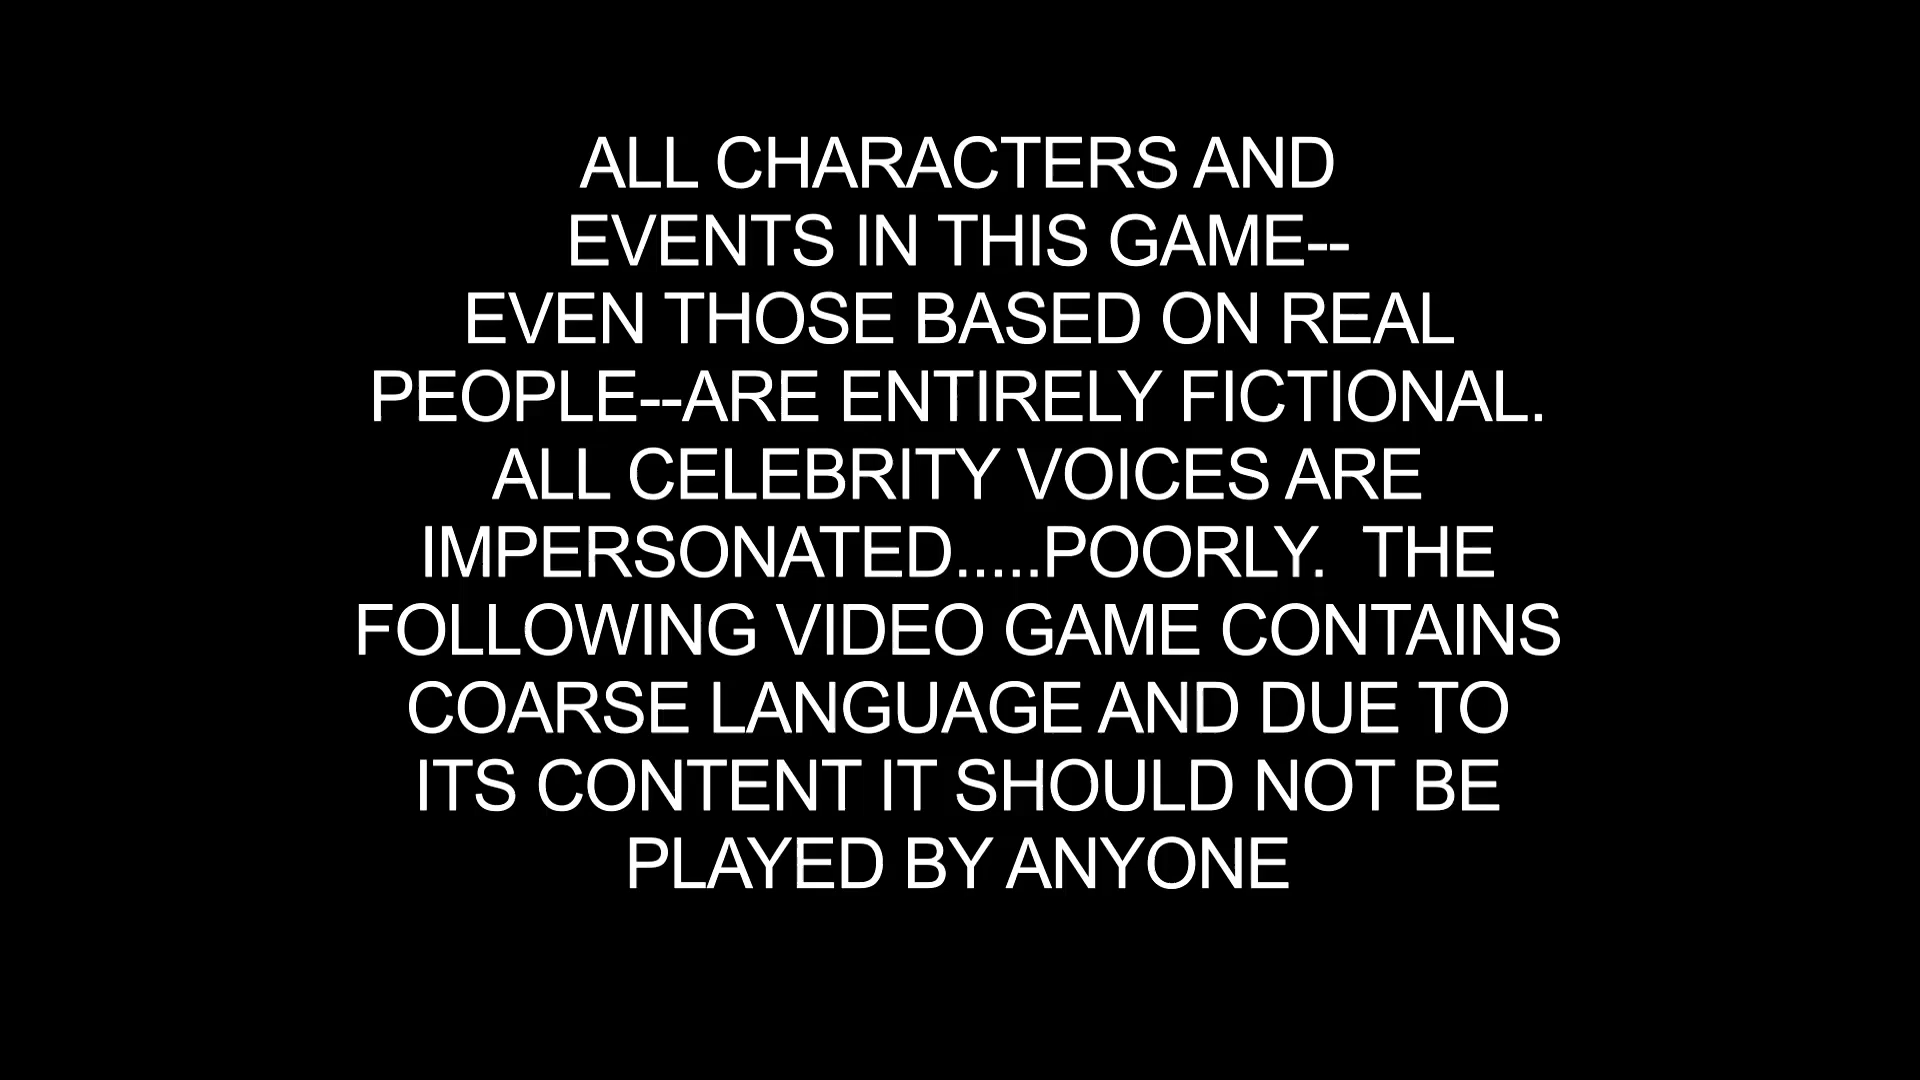 ALL CHARACTERS AND
EVENTS IN THIS GAME--
EVEN THOSE BASED ON REAL
PEOPLE--ARE ENTIRELY FICTIONAL.
ALL CELEBRITY VOICES ARE
IMPERSONATED.....POORLY.  THE
FOLLOWING VIDEO GAME CONTAINS
COARSE LANGUAGE AND DUE TO
ITS CONTENT IT SHOULD NOT BE
PLAYED BY ANYONE